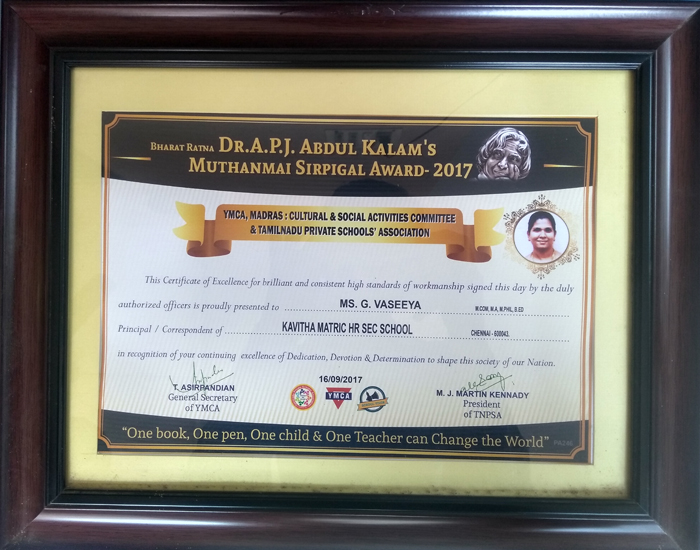 BHARAT RATNA DR.A.P.J. ABDUL KALAM'S
MUTHANMAI SIRPIGAL AWARD- 2017
YMCA, MADRAS : CULTURAL & SOCIAL ACTIVITIES COMMITTEE
& TAMILNADU PRIVATE SCHOOLS' ASSOCIATION
This Certificate of Excellence for brilliant and consistent high standards of workmanship signed this day by the duly
authorized officers is proudly presented to MS. G. VASEEYA M.COM, M.A, M.PHIL, B.ED
Principal / Correspondent of KAVITHA MATRIC HR SEC SCHOOL CHENNAI - 600043.
in recognition of your continuing excellence of Dedication, Devotion & Determination to shape this society of our Nation.
T. ASIRPANDIAN
General Secretary
of YMCA
16/09/2017
YMCA
M. J. MARTIN KENNADY
President
of TNPSA
"One book, One pen, One child & One Teacher can Change the World"